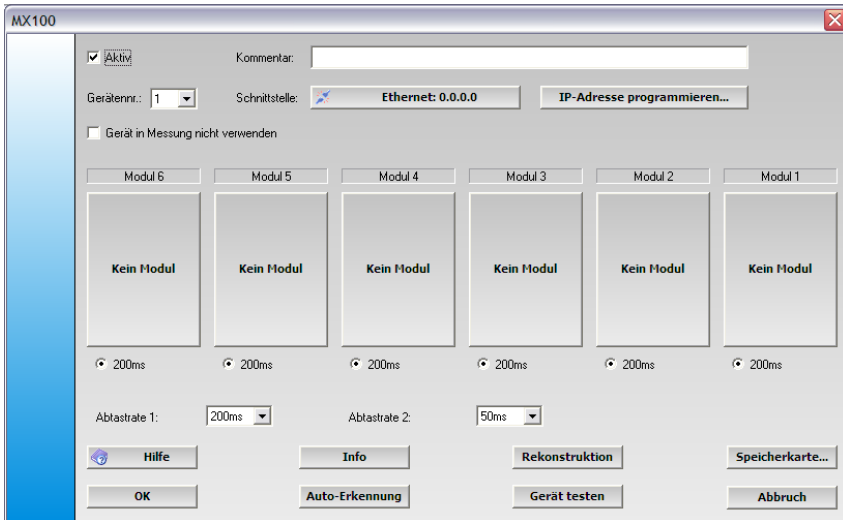 MX100
Aktiv Kommentar:
Gerätennr.: 1 Schnittstelle: Ethernet: 0.0.0.0 IP-Adresse programmieren...
Gerät in Messung nicht verwenden
Modul 6 Modul 5 Modul 4 Modul 3 Modul 2 Modul 1
Kein Modul Kein Modul Kein Modul Kein Modul Kein Modul Kein Modul
200ms 200ms 200ms 200ms 200ms 200ms
Abtastrate 1: 200ms Abtastrate 2: 50ms
Hilfe Info Rekonstruktion Speicherkarte...
OK Auto-Erkennung Gerät testen Abbruch